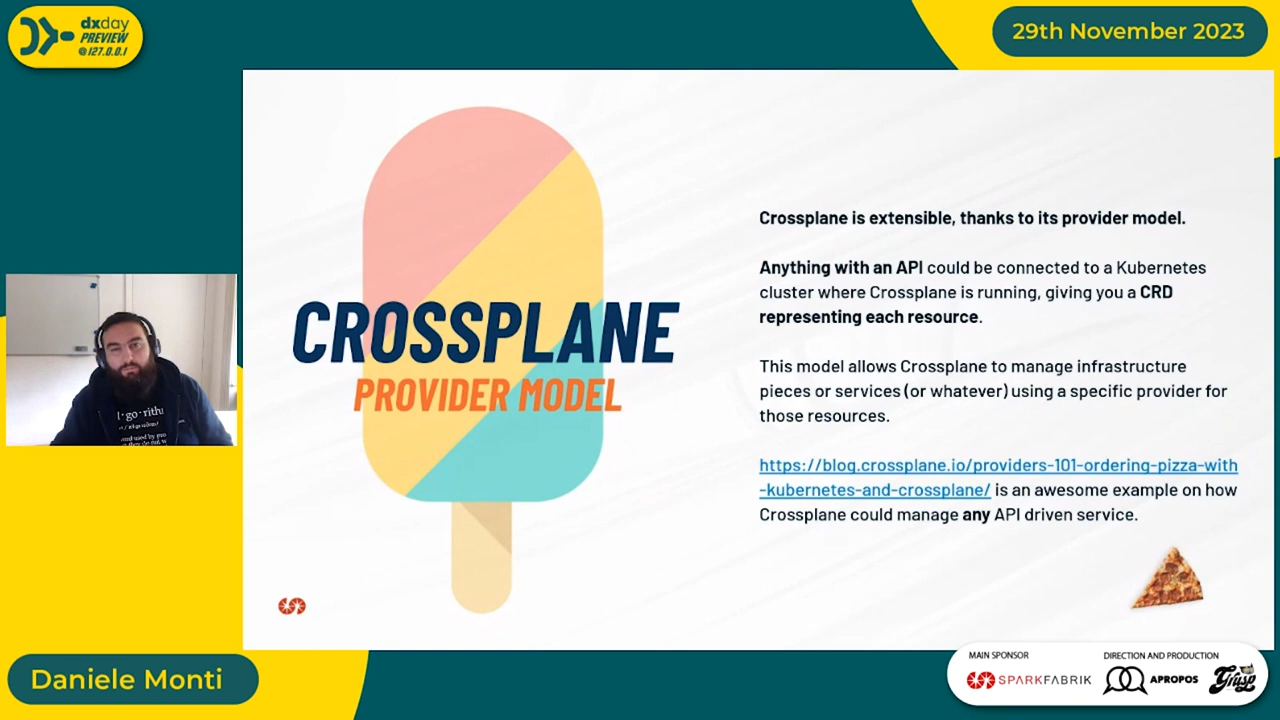 dxday
PREVIEW
@127.0.0.1
29th November 2023
CROSSPLANE
PROVIDER MODEL
Crossplane is extensible, thanks to its provider model.
Anything with an API could be connected to a Kubernetes
cluster where Crossplane is running, giving you a CRD
representing each resource.
This model allows Crossplane to manage infrastructure
pieces or services (or whatever) using a specific provider for
those resources.
https://blog.crossplane.io/providers-101-ordering-pizza-with
-kubernetes-and-crossplane/ is an awesome example on how
Crossplane could manage any API driven service.
Daniele Monti
MAIN SPONSOR
SPARKFABRIK
DIRECTION AND PRODUCTION
APROPOS
Grusp